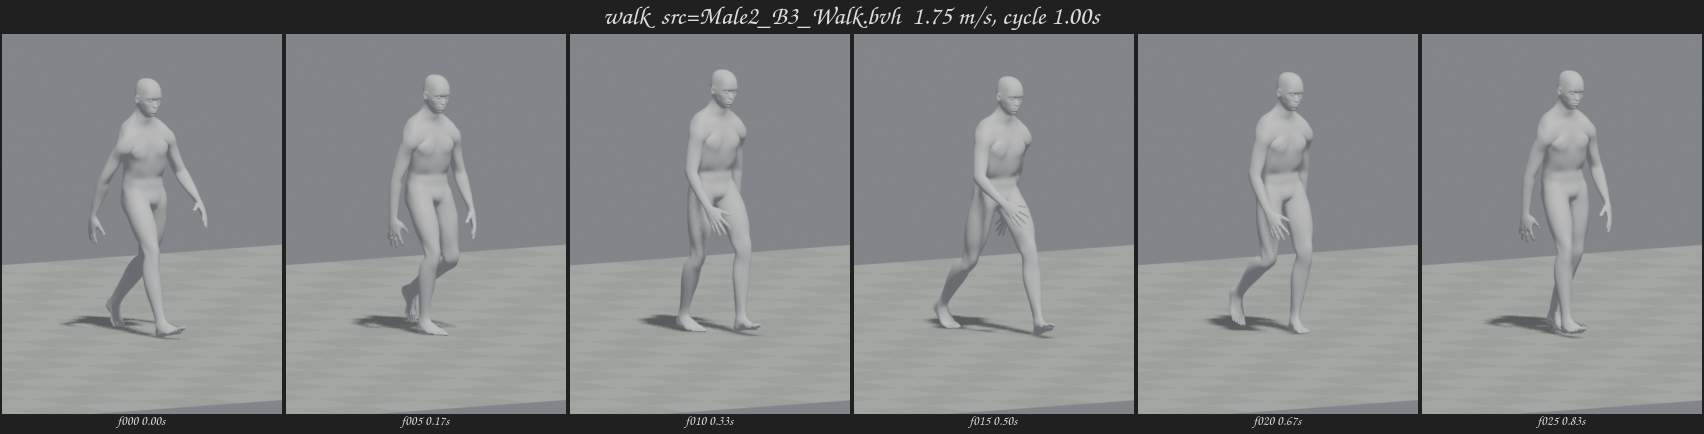 walk src=Male2_B3_Walk.bvh 1.75 m/s, cycle 1.00s
f000 0.00s
f005 0.17s
f010 0.33s
f015 0.50s
f020 0.67s
f025 0.83s